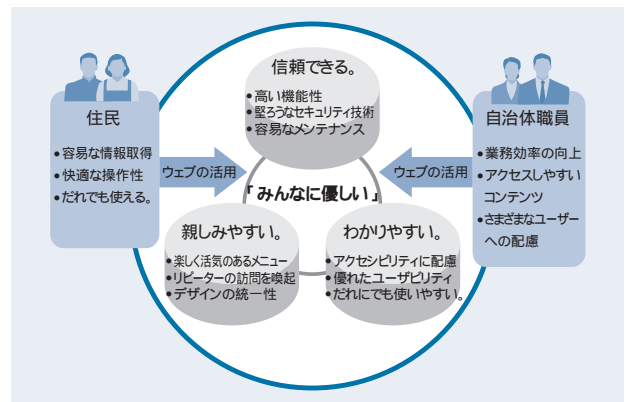 信頼できる。
•高い機能性
•堅ろうなセキュリティ技術
•容易なメンテナンス
住民
•容易な情報取得
•快適な操作性
•だれでも使える。
ウェブの活用
「みんなに優しい」
ウェブの活用
自治体職員
•業務効率の向上
•アクセスしやすい
コンテンツ
•さまざまなユーザー
への配慮
親しみやすい。
•楽しく活気のあるメニュー
•リピーターの訪問を喚起
•デザインの統一性
わかりやすい。
•アクセシビリティに配慮
•優れたユーザビリティ
•だれにでも使いやすい。